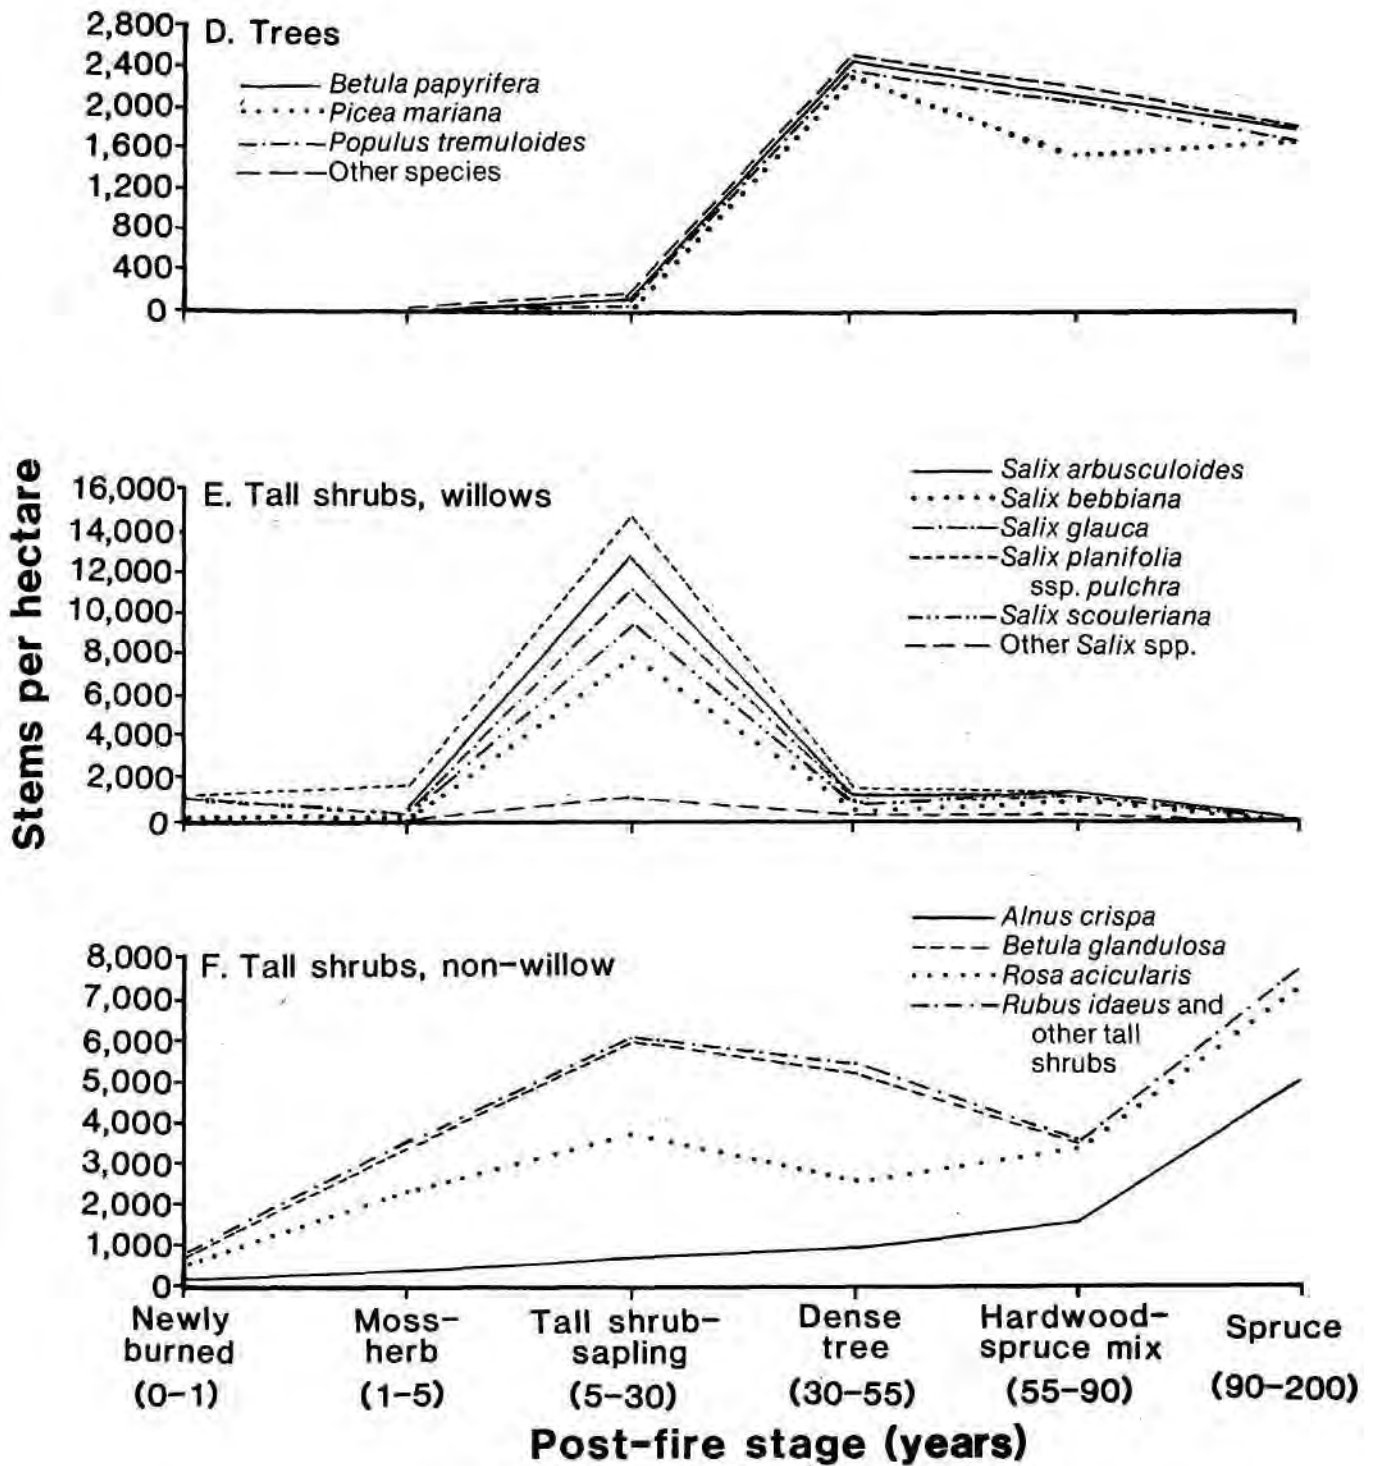 D. Trees
2,800
2,400
2,000
1,600
1,200
800
400
0
Betula papyrifera
Picea mariana
Populus tremuloides
Other species
Stems per hectare
E. Tall shrubs, willows
16,000
14,000
12,000
10,000
8,000
6,000
4,000
2,000
0
Salix arbusculoides
Salix bebbiana
Salix glauca
Salix planifolia
ssp. pulchra
Salix scouleriana
Other Salix spp.
F. Tall shrubs, non-willow
8,000
7,000
6,000
5,000
4,000
3,000
2,000
1,000
0
Alnus crispa
Betula glandulosa
Rosa acicularis
Rubus idaeus and
other tall
shrubs
Newly
burned
(0-1)
Moss-
herb
(1-5)
Tall shrub-
sapling
(5-30)
Dense
tree
(30-55)
Hardwood-
spruce mix
(55-90)
Spruce
(90-200)
Post-fire stage (years)